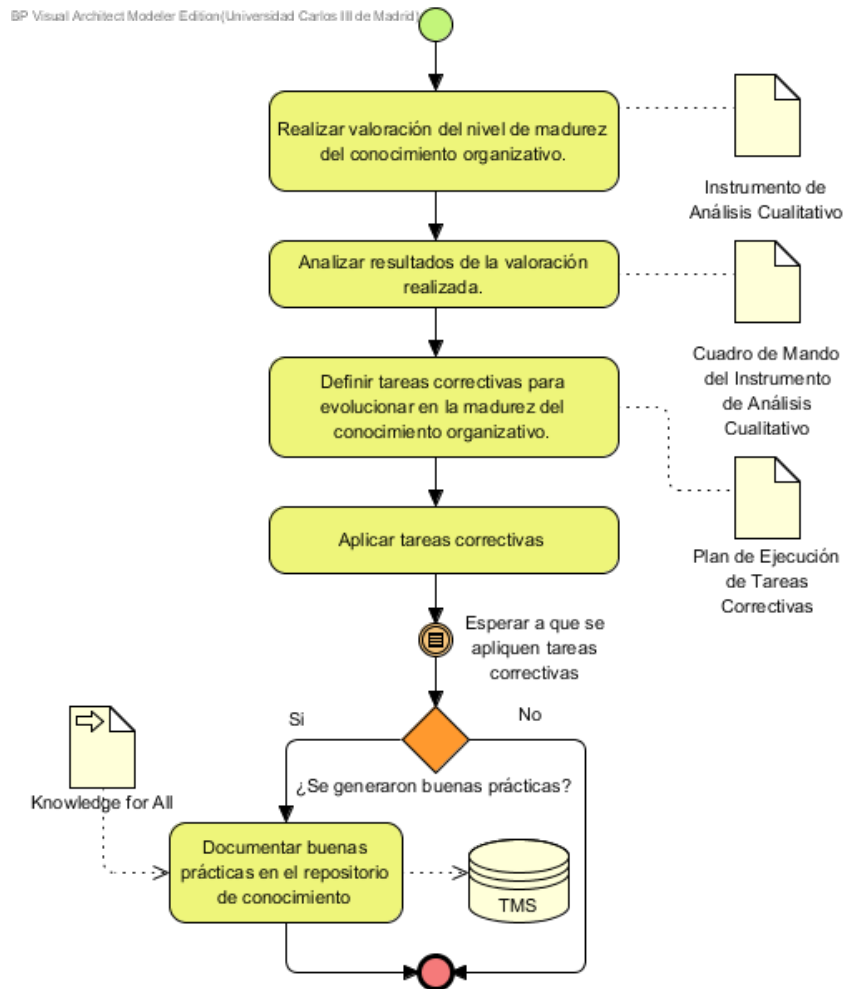 BP Visual Architect Modeler Edition(Universidad Carlos III de Madrid)
Realizar valoración del nivel de madurez
del conocimiento organizativo.
Instrumento de
Análisis Cualitativo
Analizar resultados de la valoración
realizada.
Cuadro de Mando
del Instrumento
de Análisis
Cualitativo
Definir tareas correctivas para
evolucionar en la madurez del
conocimiento organizativo.
Plan de Ejecución
de Tareas
Correctivas
Aplicar tareas correctivas
Esperar a que se
apliquen tareas
correctivas
Si
No
¿Se generaron buenas prácticas?
Knowledge for All
Documentar buenas
prácticas en el repositorio
de conocimiento
TMS